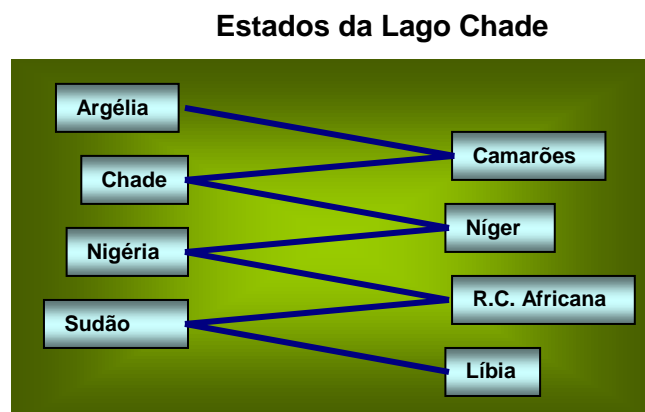 Estados da Lago Chade
Argélia
Camarões
Chade
Níger
Nigéria
R.C. Africana
Sudão
Líbia